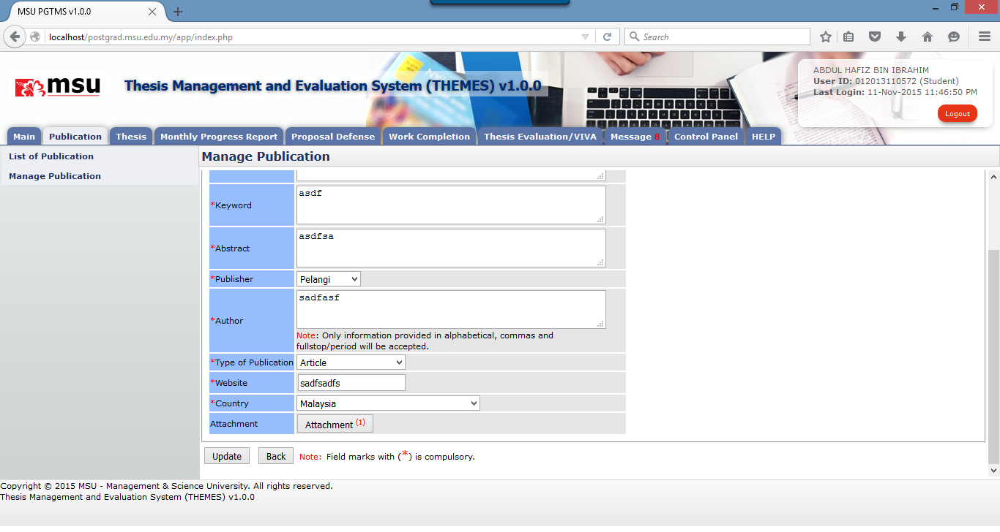 MSU PGTMS v1.0.0
localhost/postgrad.msu.edu.my/app/index.php
Search
msu
Thesis Management and Evaluation System (THEMES) v1.0.0
ABDUL HAFIZ BIN IBRAHIM
User ID: 012013110572 (Student)
Last Login: 11-Nov-2015 11:46:50 PM
Logout
Main Publication Thesis Monthly Progress Report Proposal Defense Work Completion Thesis Evaluation/VIVA Message 8 Control Panel HELP
List of Publication
Manage Publication
Manage Publication
*Keyword asdf
*Abstract asdfsa
*Publisher Pelangi
*Author sadfasf
Note: Only information provided in alphabetical, commas and
fullstop/period will be accepted.
*Type of Publication Article
*Website sadfsadfs
*Country Malaysia
Attachment Attachment (1)
Update Back Note: Field marks with (*) is compulsory.
Copyright © 2015 MSU - Management & Science University. All rights reserved.
Thesis Management and Evaluation System (THEMES) v1.0.0